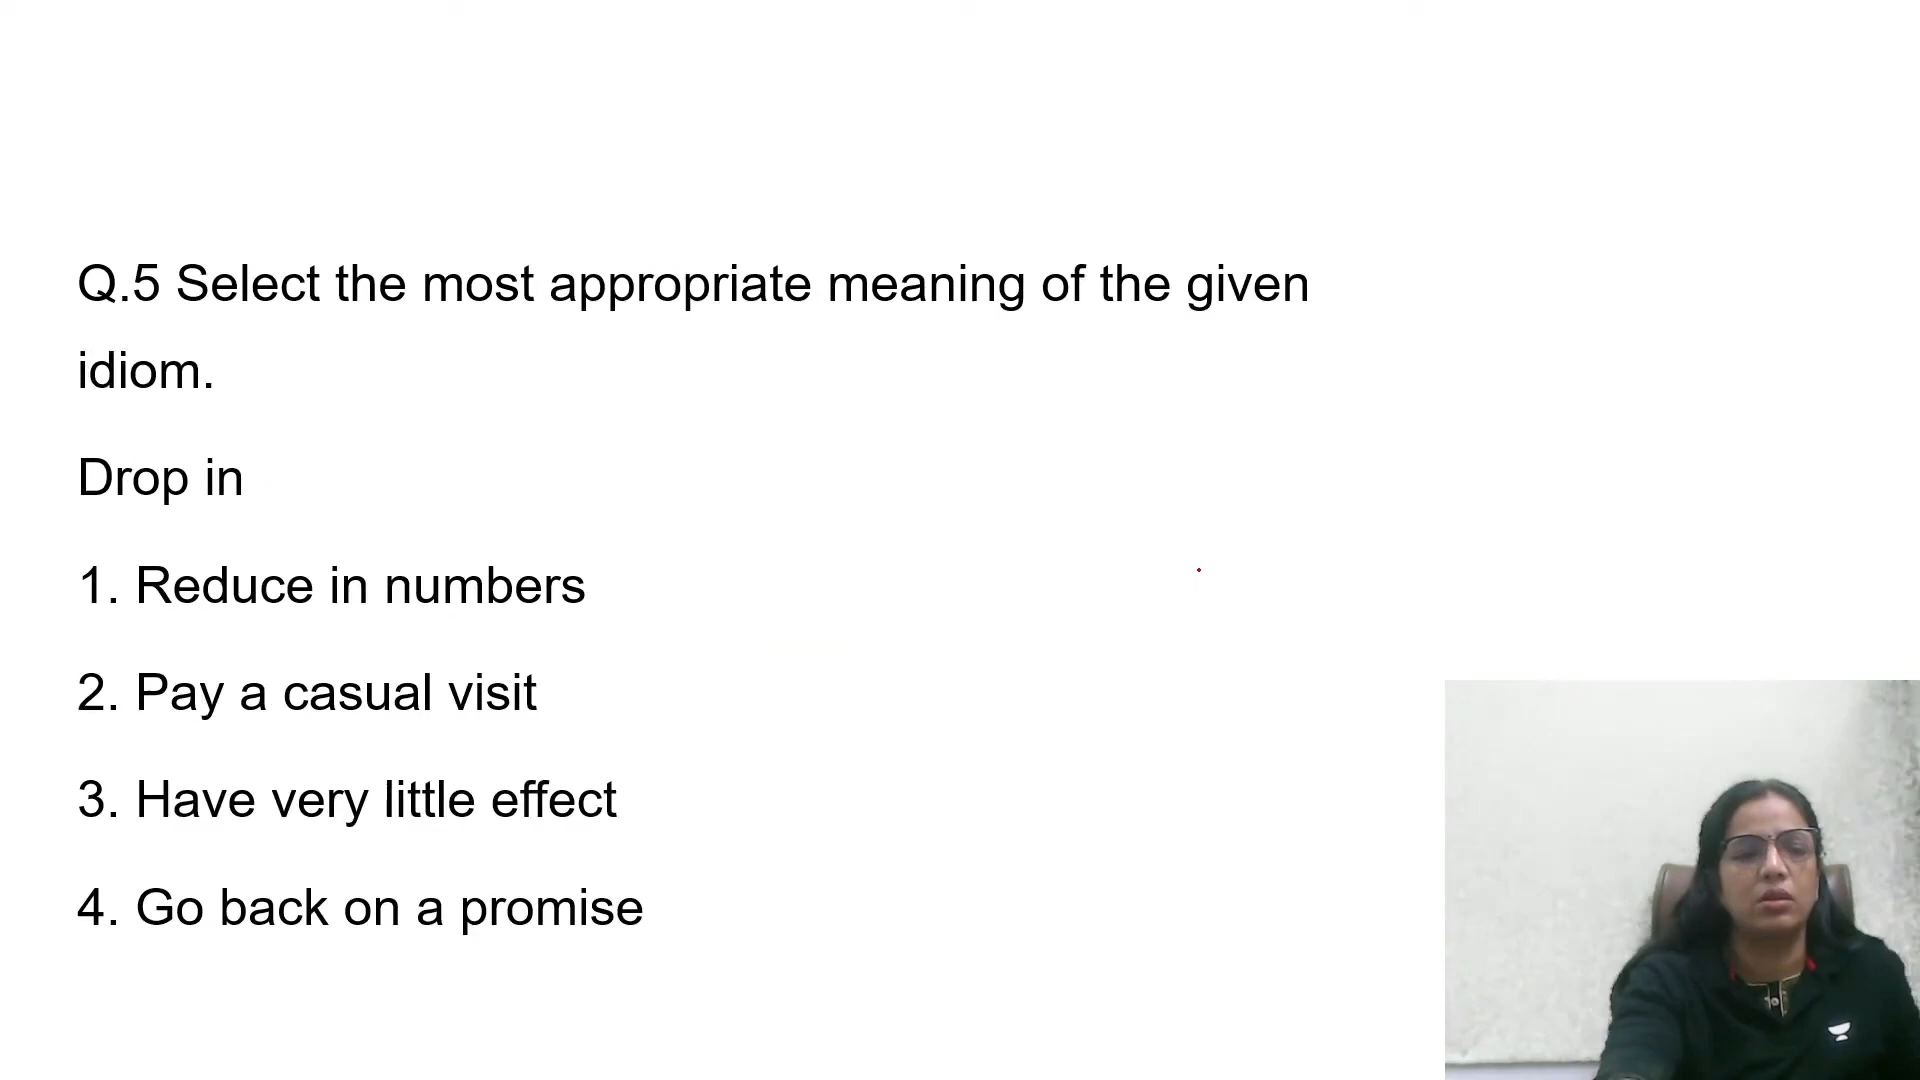 Q.5 Select the most appropriate meaning of the given
idiom.
Drop in
1. Reduce in numbers
2. Pay a casual visit
3. Have very little effect
4. Go back on a promise